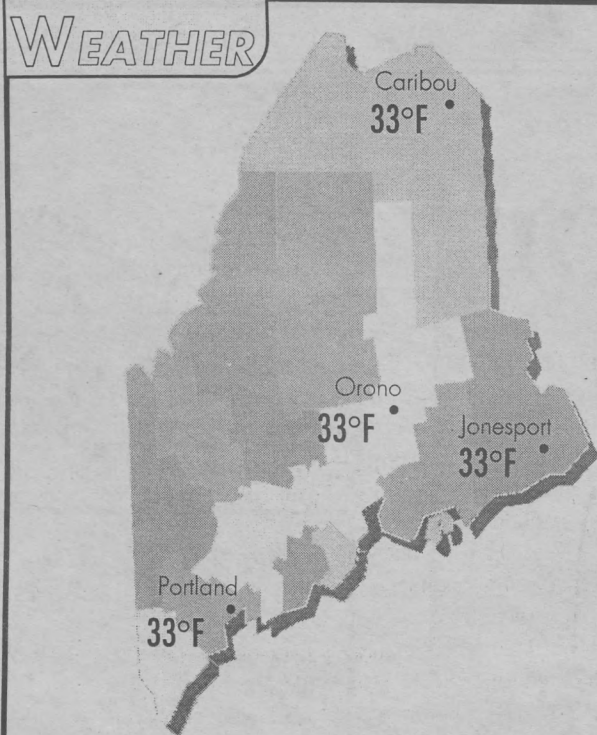 WEATHER
Caribou
33°F
Orono
33°F
Jonesport
33°F
Portland
33°F